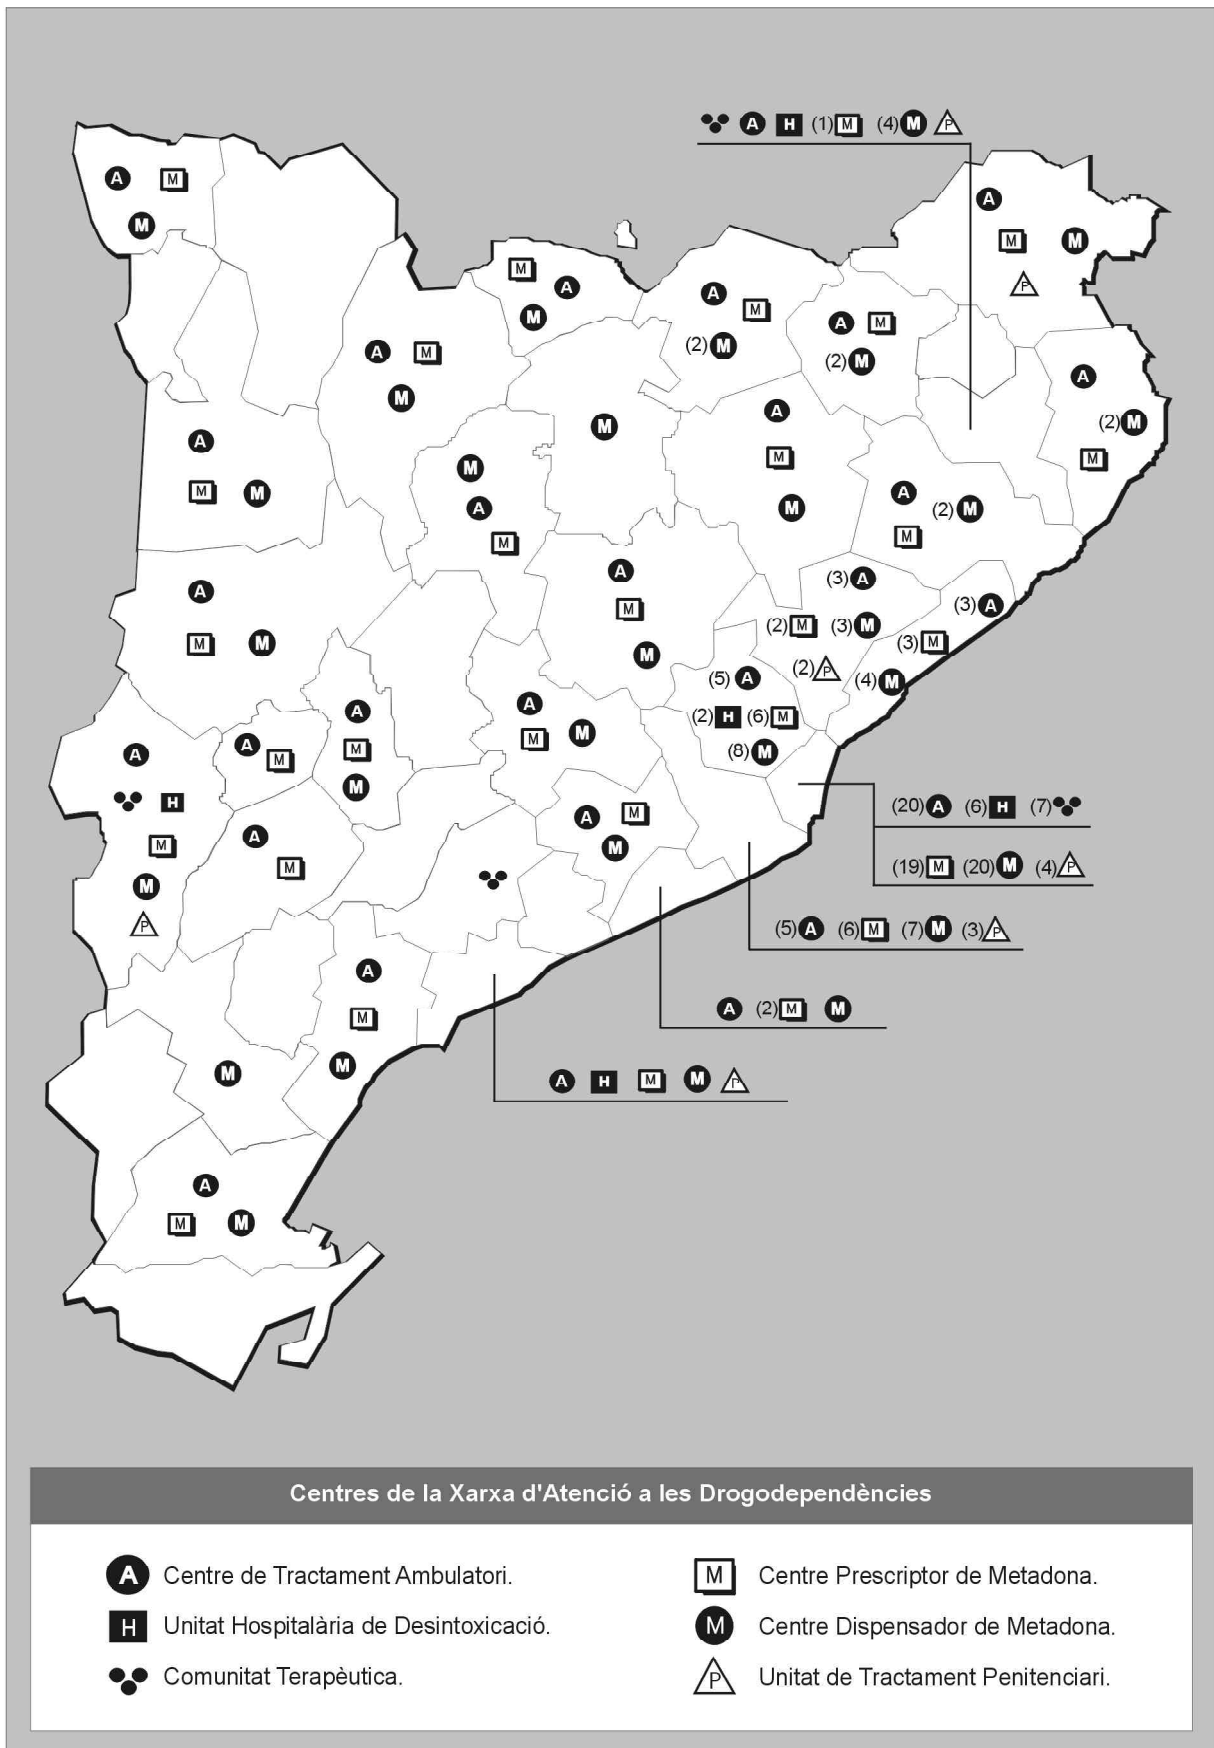 A H (1) M (4) M P
A M
M
A
M M
P
M A
M
A M
(2) M
A M
(2) M
A M
M
A
(2) M
M
A
M
M
A
M M
M
A
M
A (2) M
M
A
M
M
(3) A
(2) M (3) M
(2) P
(3) A
(3) M
(4) M
A
M M
(5) A
(2) H (6) M
(8) M
A
M M
A
M
M
A M
A
H
M
M
P
A M
M
A
M
(20) A (6) H (7)
(19) M (20) M (4) P
(5) A (6) M (7) M (3) P
A (2) M M
A H M M P
A
M
M
M
A
M M
Centres de la Xarxa d'Atenció a les Drogodependències
A Centre de Tractament Ambulatori.
H Unitat Hospitalària de Desintoxicació.
Comunitat Terapèutica.
M Centre Prescriptor de Metadona.
M Centre Dispensador de Metadona.
P Unitat de Tractament Penitenciari.